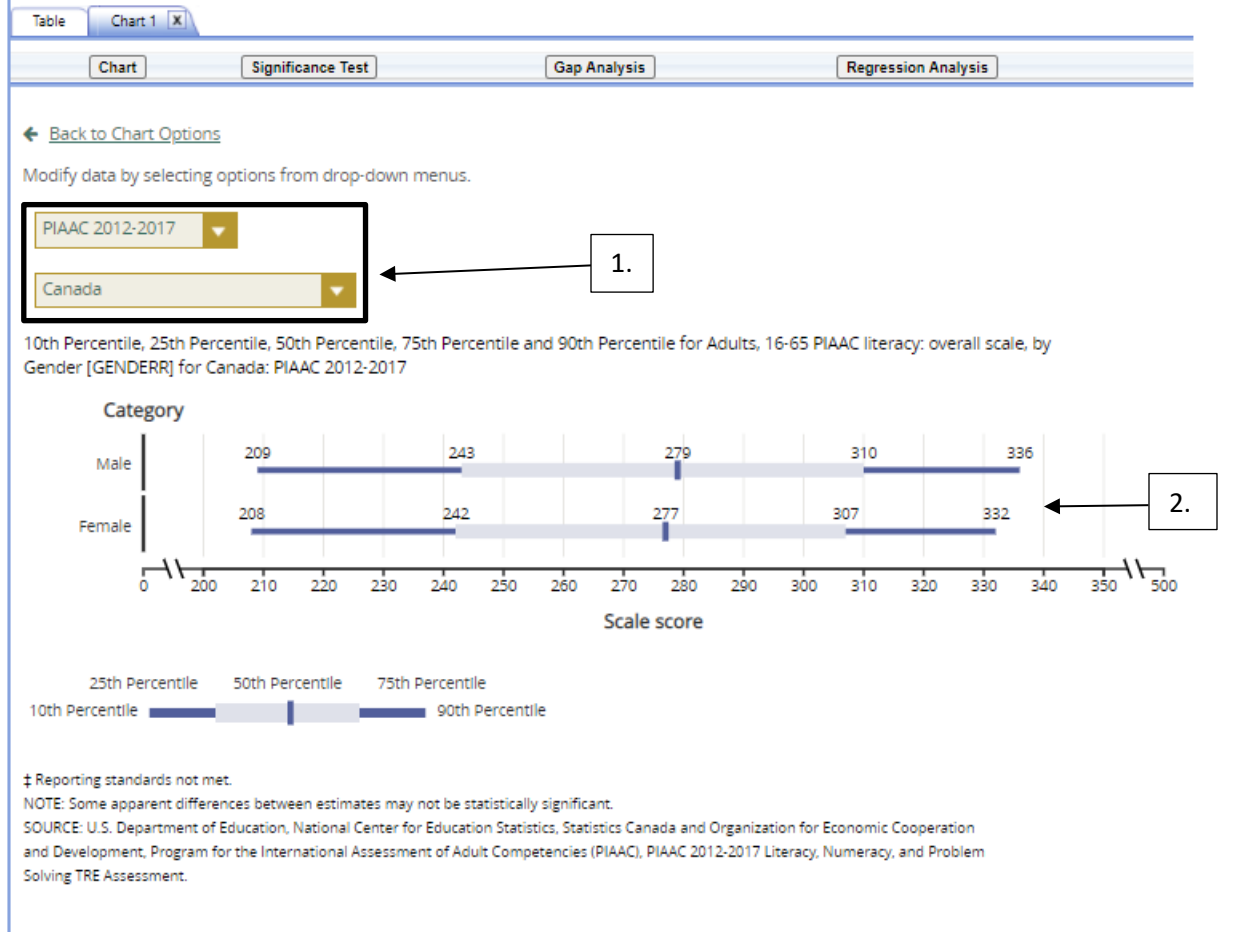 Table Chart 1 X
Chart Significance Test Gap Analysis Regression Analysis
Back to Chart Options
Modify data by selecting options from drop-down menus.
PIAAC 2012-2017
1.
Canada
10th Percentile, 25th Percentile, 50th Percentile, 75th Percentile and 90th Percentile for Adults, 16-65 PIAAC literacy: overall scale, by
Gender [GENDERR] for Canada: PIAAC 2012-2017
Category
209 243 279 310 336
Male
2.
208 242 277 307 332
Female
0 200 210 220 230 240 250 260 270 280 290 300 310 320 330 340 350 500
Scale score
25th Percentile 50th Percentile 75th Percentile
10th Percentile 90th Percentile
‡ Reporting standards not met.
NOTE: Some apparent differences between estimates may not be statistically significant.
SOURCE: U.S. Department of Education, National Center for Education Statistics, Statistics Canada and Organization for Economic Cooperation
and Development, Program for the International Assessment of Adult Competencies (PIAAC), PIAAC 2012-2017 Literacy, Numeracy, and Problem
Solving TRE Assessment.